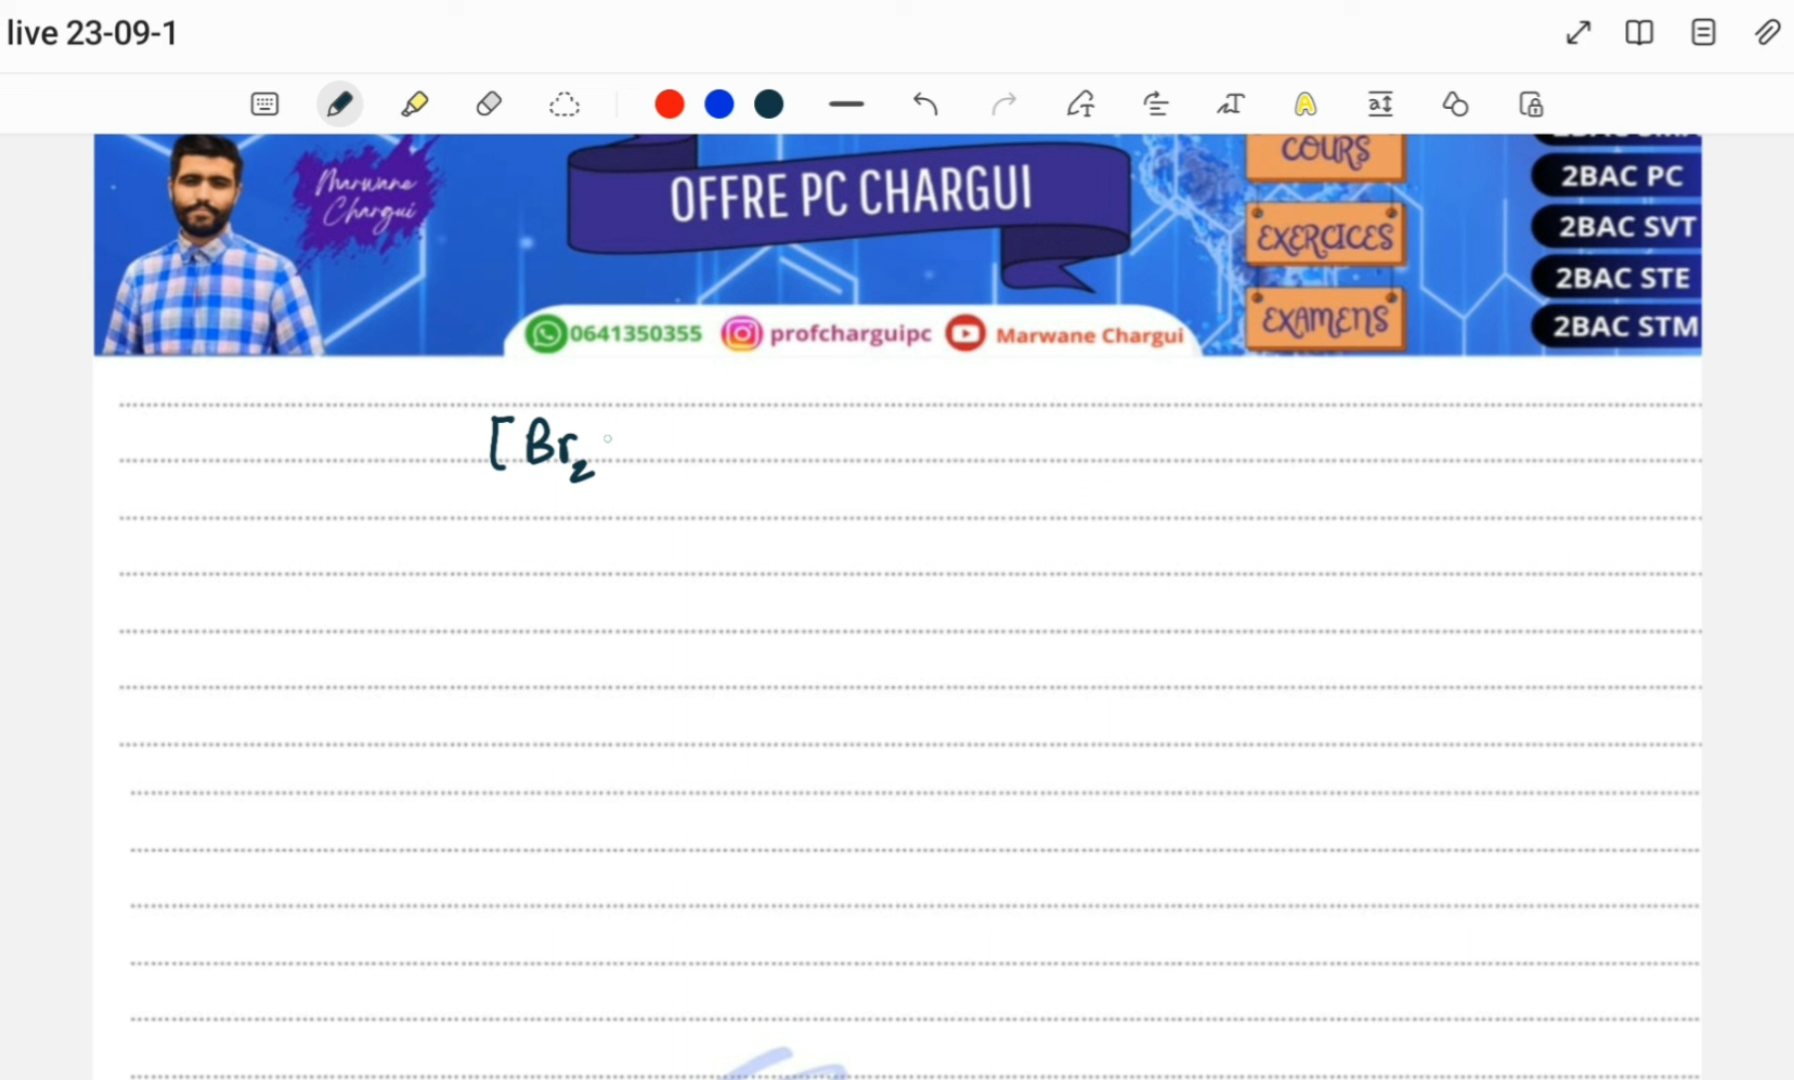 live 23-09-1
Marwane
Chargui
OFFRE PC CHARGUI
COURS
EXERCICES
EXAMENS
2BAC PC
2BAC SVT
2BAC STE
2BAC STM
0641350355 profcharguipc Marwane Chargui
[Br2